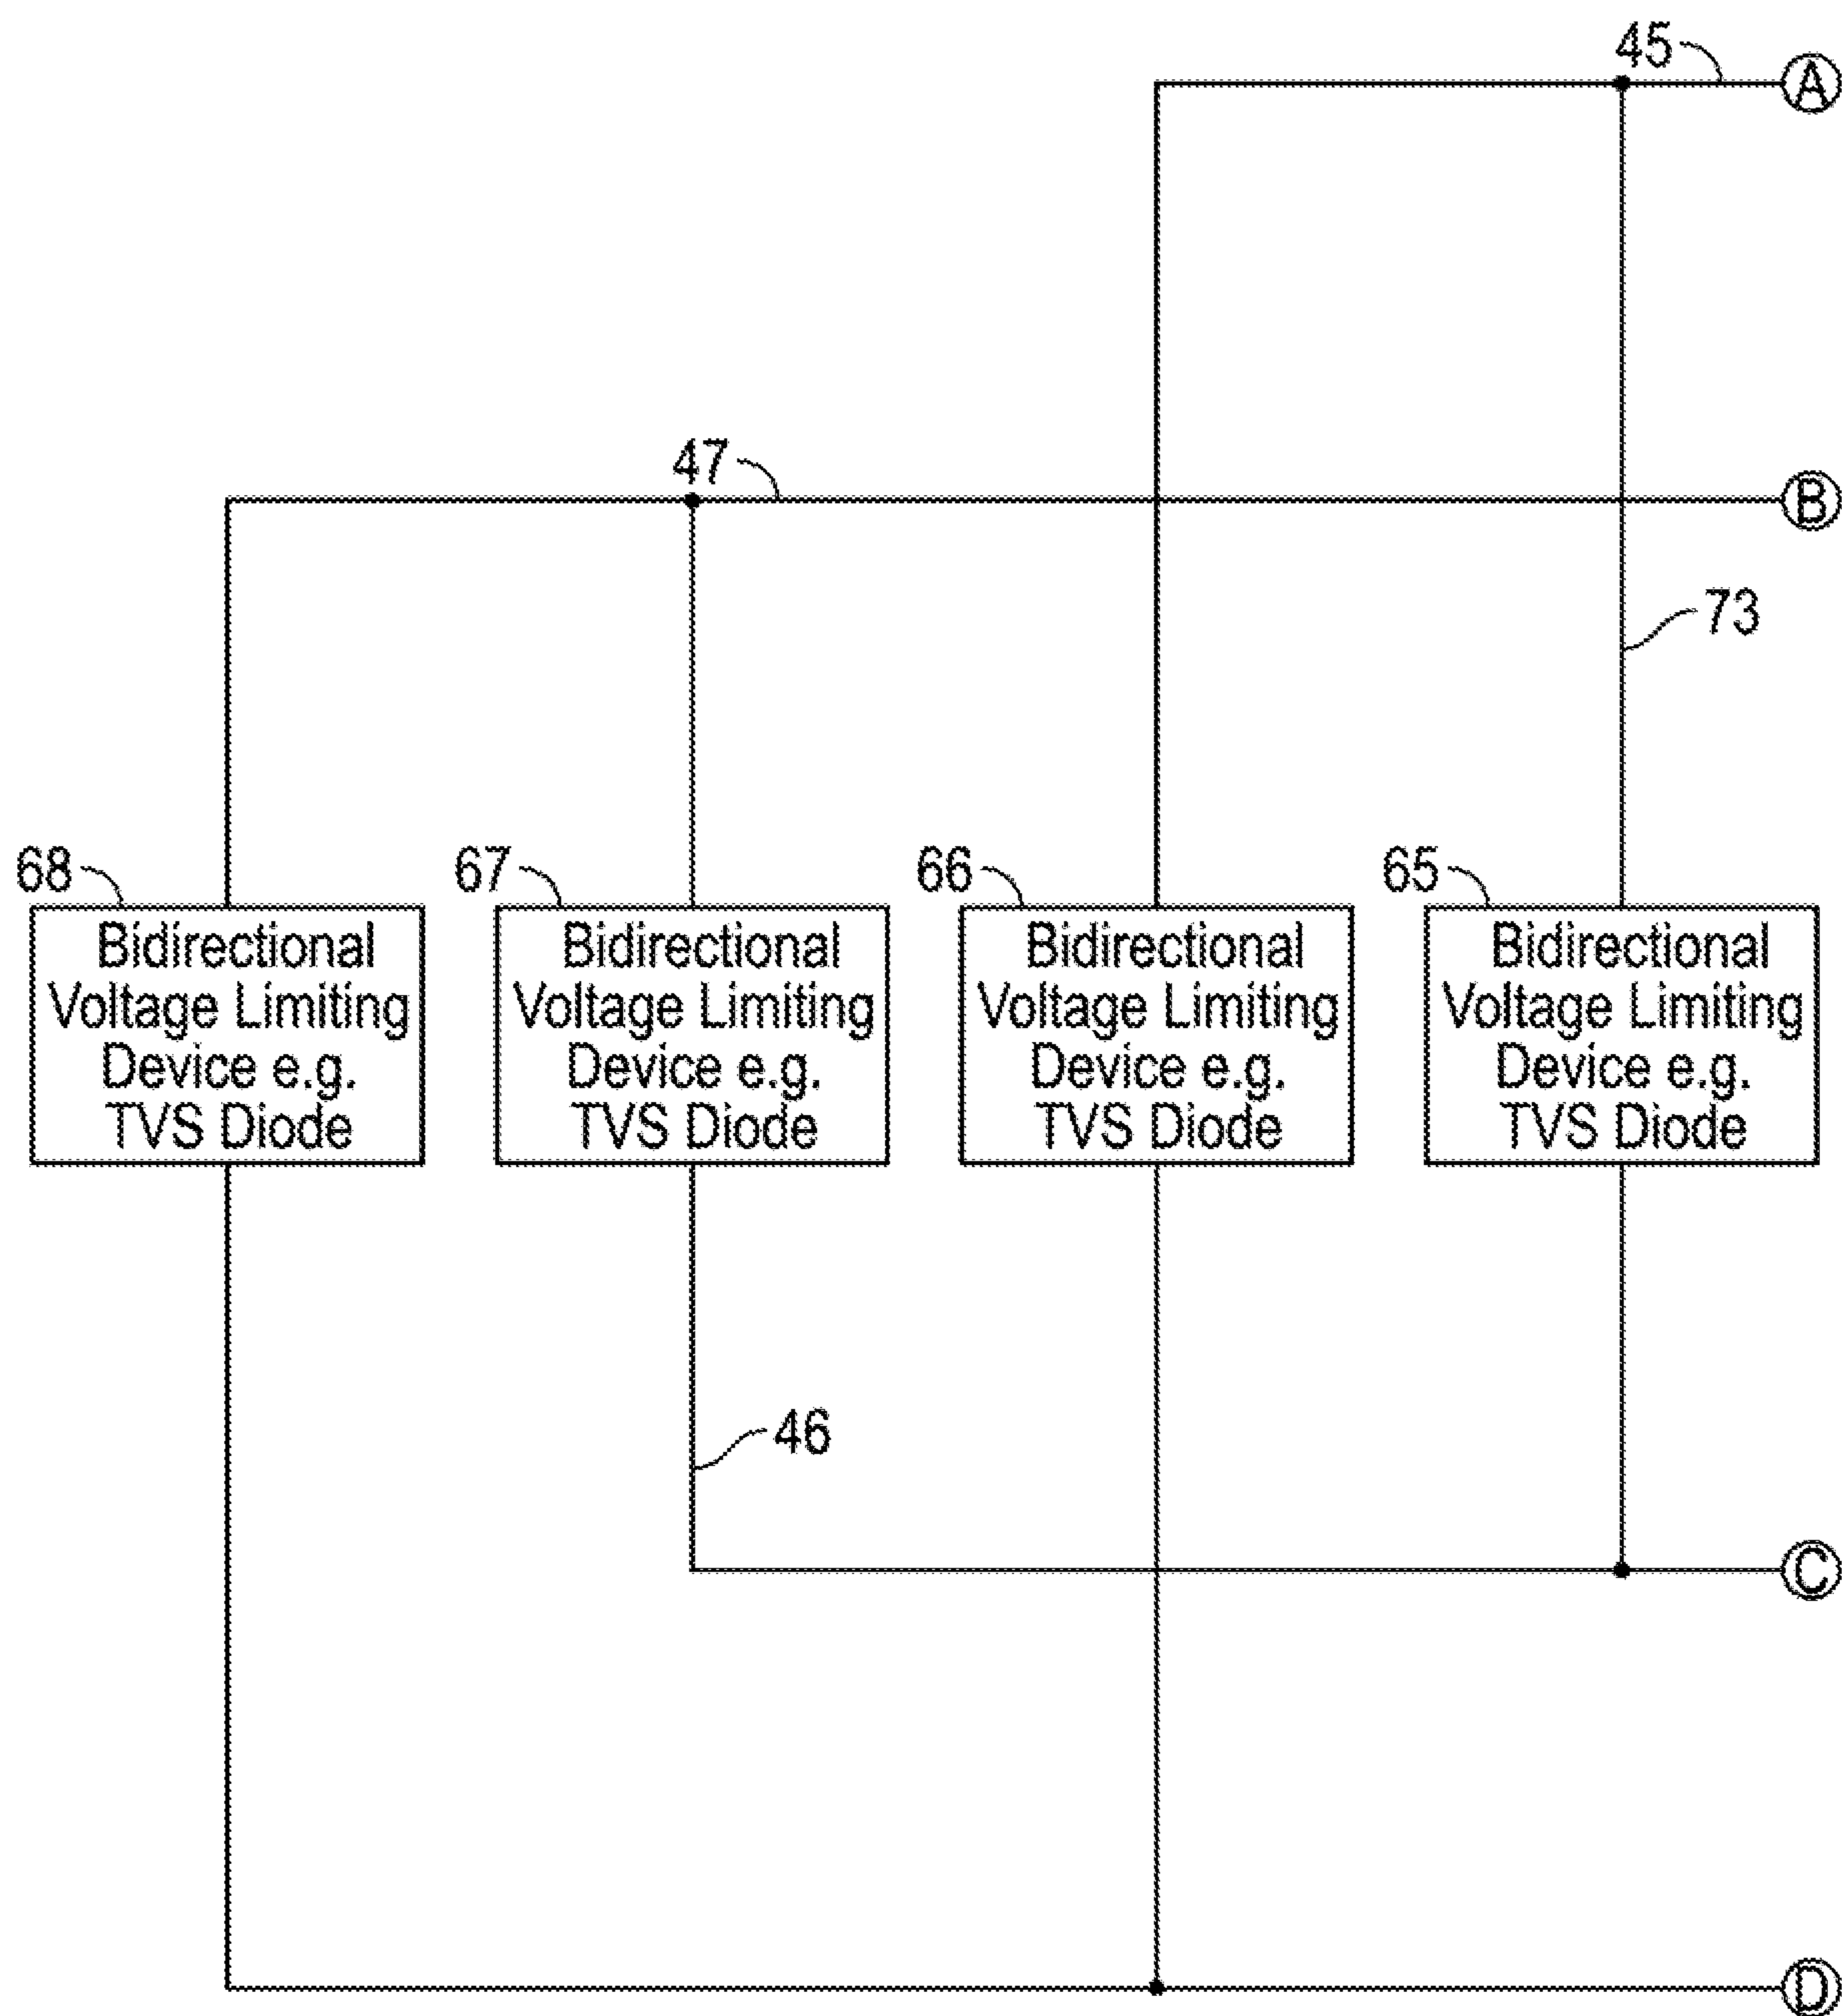 45
A
47
B
73
68
67
66
65
Bidirectional
Voltage Limiting
Device e.g.
TVS Diode
Bidirectional
Voltage Limiting
Device e.g.
TVS Diode
Bidirectional
Voltage Limiting
Device e.g.
TVS Diode
Bidirectional
Voltage Limiting
Device e.g.
TVS Diode
46
C
D